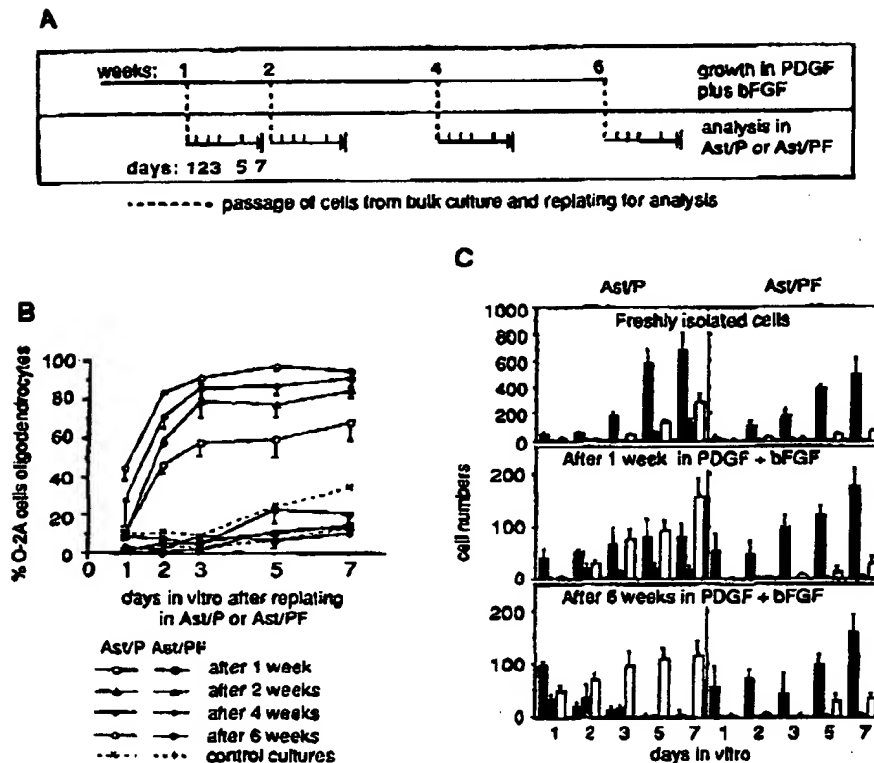 A
weeks: 1 2 4 6 growth in PDGF
plus bFGF
analysis in
Ast/P or Ast/PF
days: 1 2 3 5 7
passage of cells from bulk culture and replating for analysis
B
% O-2A cells oligodendrocytes
100
80
60
40
20
0
0 1 2 3 5 7
days in vitro after replating
in Ast/P or Ast/PF
Ast/P Ast/PF
after 1 week
after 2 weeks
after 4 weeks
after 6 weeks
control cultures
C
Ast/P Ast/PF
cell numbers
Freshly isolated cells
1000
800
600
400
200
0
After 1 week in PDGF + bFGF
200
100
0
After 6 weeks in PDGF + bFGF
200
100
0
1 2 3 5 7 1 2 3 5 7
days in vitro